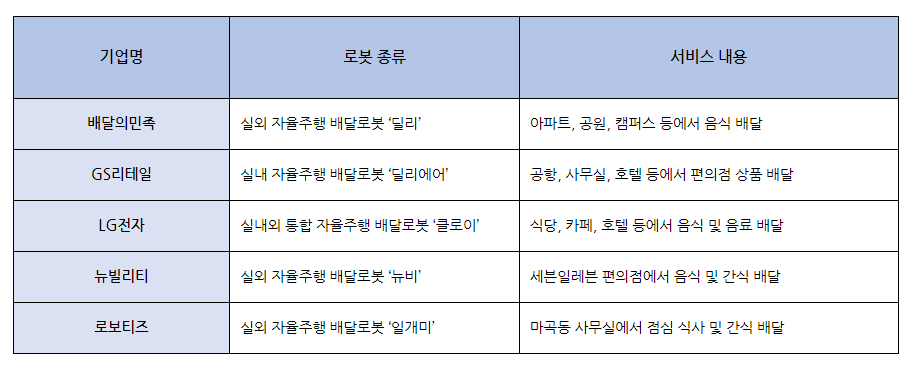 기업명 로봇 종류 서비스 내용
배달의민족 실외 자율주행 배달로봇 ‘딜리’ 아파트, 공원, 캠퍼스 등에서 음식 배달
GS리테일 실내 자율주행 배달로봇 ‘딜리에어’ 공항, 사무실, 호텔 등에서 편의점 상품 배달
LG전자 실내외 통합 자율주행 배달로봇 ‘클로이’ 식당, 카페, 호텔 등에서 음식 및 음료 배달
뉴빌리티 실외 자율주행 배달로봇 ‘뉴비’ 세븐일레븐 편의점에서 음식 및 간식 배달
로보티즈 실외 자율주행 배달로봇 ‘일개미’ 마곡동 사무실에서 점심 식사 및 간식 배달